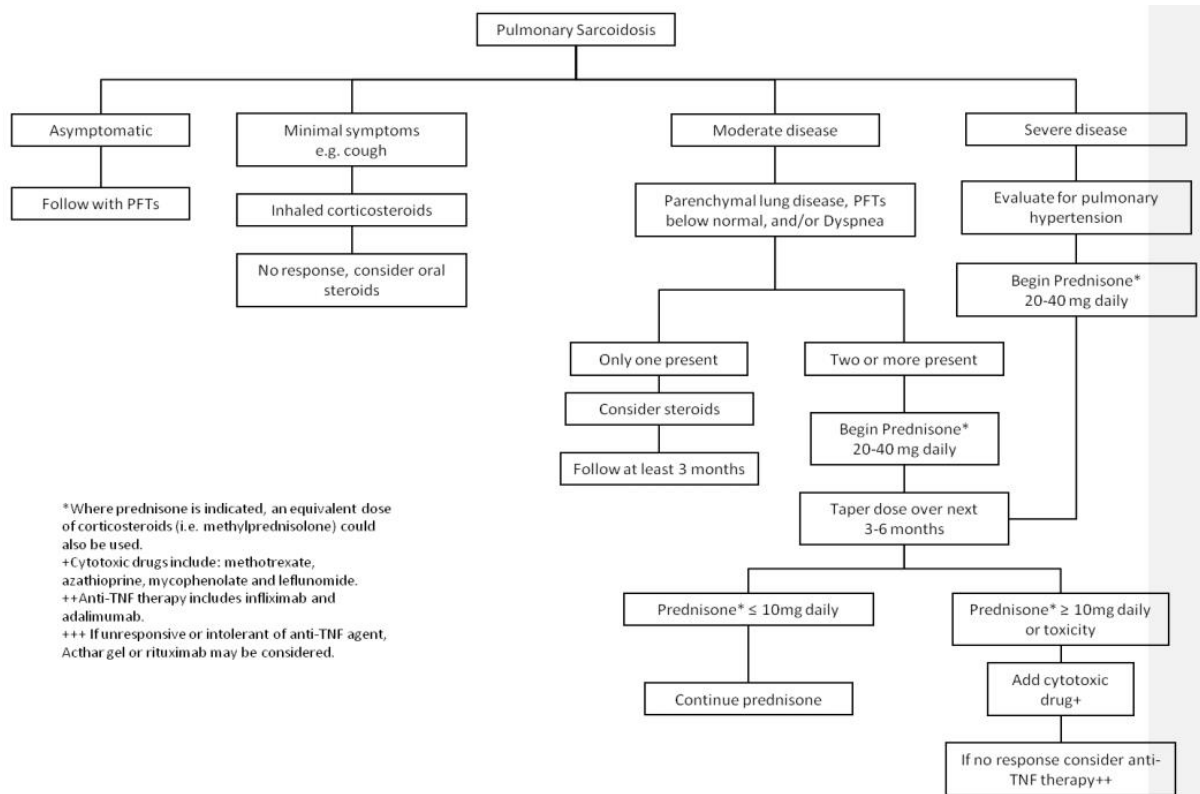 Pulmonary Sarcoidosis
Asymptomatic
Follow with PFTs
Minimal symptoms
e.g. cough
Inhaled corticosteroids
No response, consider oral
steroids
Moderate disease
Parenchymal lung disease, PFTs
below normal, and/or Dyspnea
Only one present
Consider steroids
Follow at least 3 months
Two or more present
Begin Prednisone*
20-40 mg daily
Severe disease
Evaluate for pulmonary
hypertension
Begin Prednisone*
20-40 mg daily
Taper dose over next
3-6 months
Prednisone* ≤ 10mg daily
Continue prednisone
Prednisone* ≥ 10mg daily
or toxicity
Add cytotoxic
drug+
If no response consider anti-
TNF therapy++
*Where prednisone is indicated, an equivalent dose
of corticosteroids (i.e. methylprednisolone) could
also be used.
+Cytotoxic drugs include: methotrexate,
azathioprine, mycophenolate and leflunomide.
++Anti-TNF therapy includes infliximab and
adalimumab.
+++ If unresponsive or intolerant of anti-TNF agent,
Acthar gel or rituximab may be considered.